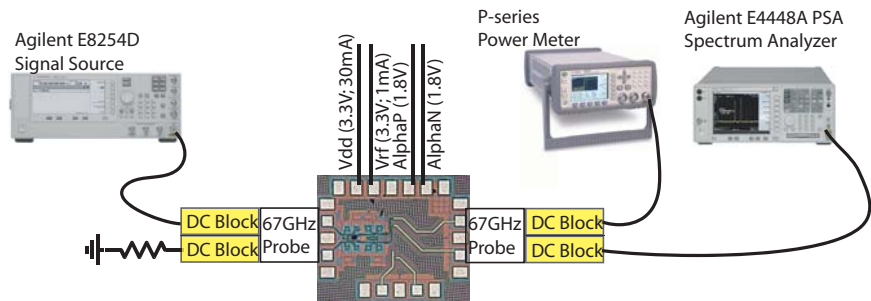 Agilent E8254D
Signal Source
P-series
Power Meter
Agilent E4448A PSA
Spectrum Analyzer
Vdd (3.3V; 30mA)
Vrf (3.3V; 1mA)
AlphaP (1.8V)
AlphaN (1.8V)
DC Block
DC Block
67GHz
Probe
67GHz
Probe
DC Block
DC Block